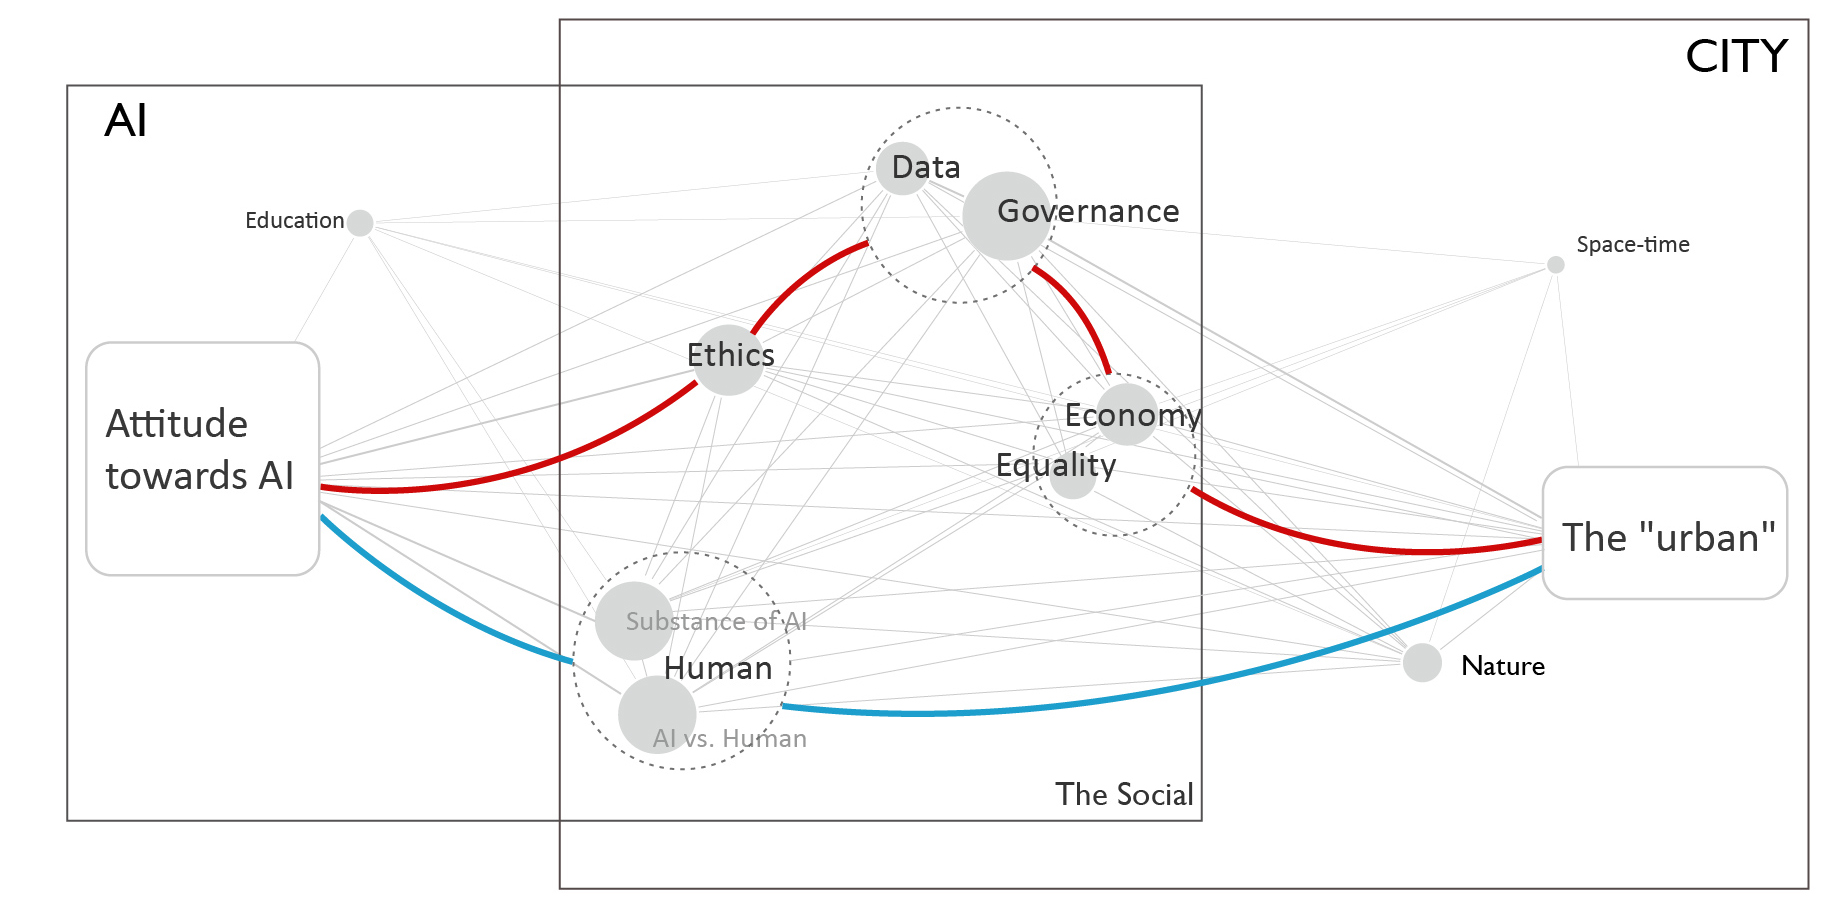 CITY
AI
Data
Governance
Education
Space-time
Ethics
Attitude
towards AI
Economy
Equality
The "urban"
Substance of AI
Human
Nature
AI vs. Human
The Social